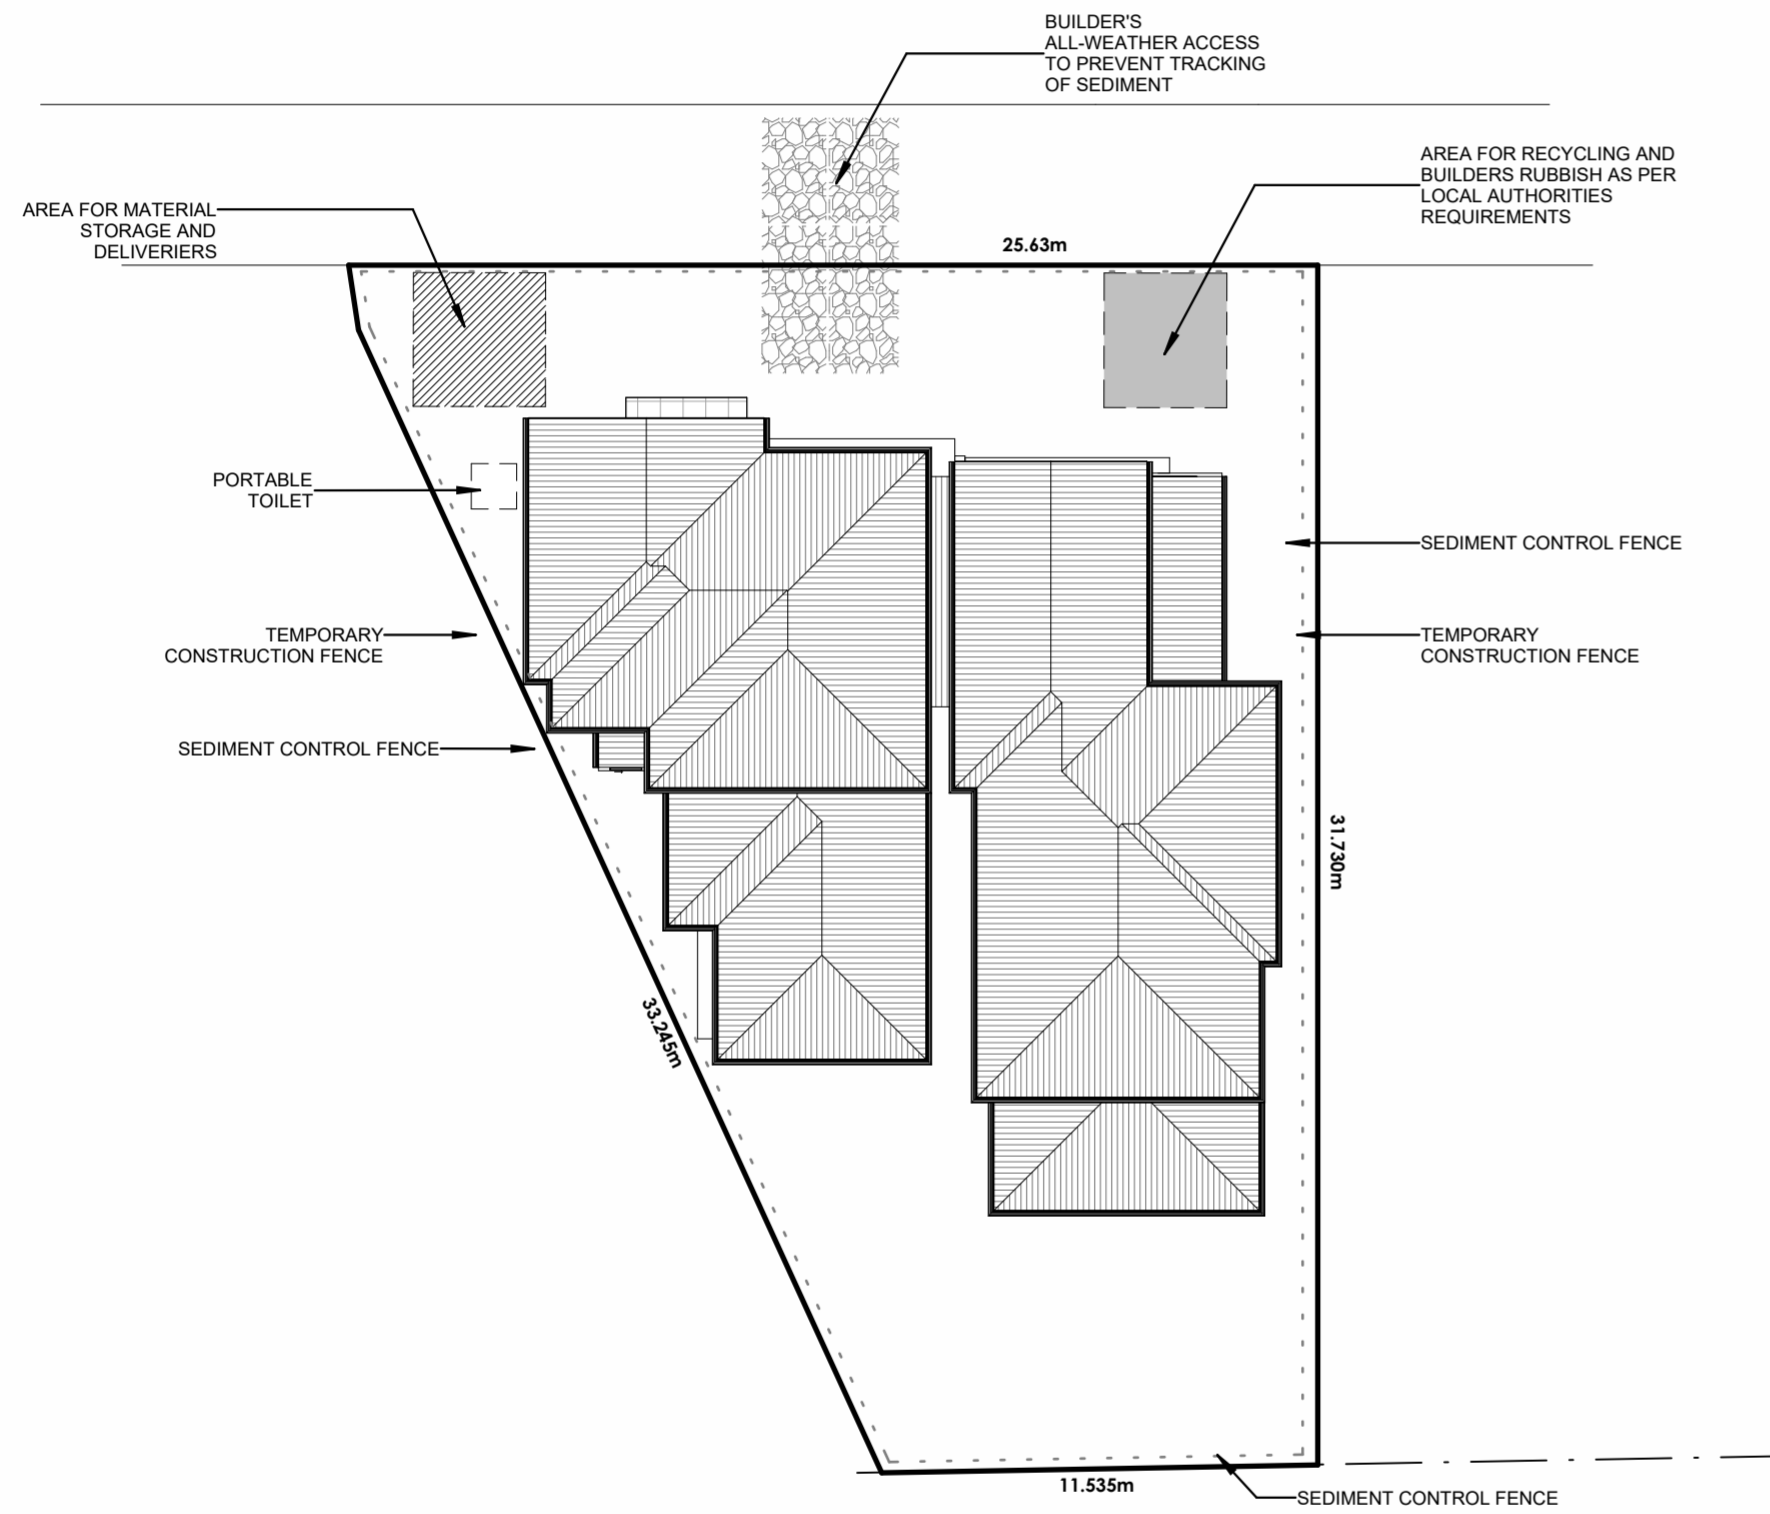 BUILDER'S
ALL-WEATHER ACCESS
TO PREVENT TRACKING
OF SEDIMENT
AREA FOR RECYCLING AND
BUILDERS RUBBISH AS PER
LOCAL AUTHORITIES
REQUIREMENTS
AREA FOR MATERIAL
STORAGE AND
DELIVERIERS
25.63m
PORTABLE
TOILET
SEDIMENT CONTROL FENCE
TEMPORARY
CONSTRUCTION FENCE
TEMPORARY
CONSTRUCTION FENCE
SEDIMENT CONTROL FENCE
31.730m
33.245m
11.535m
SEDIMENT CONTROL FENCE